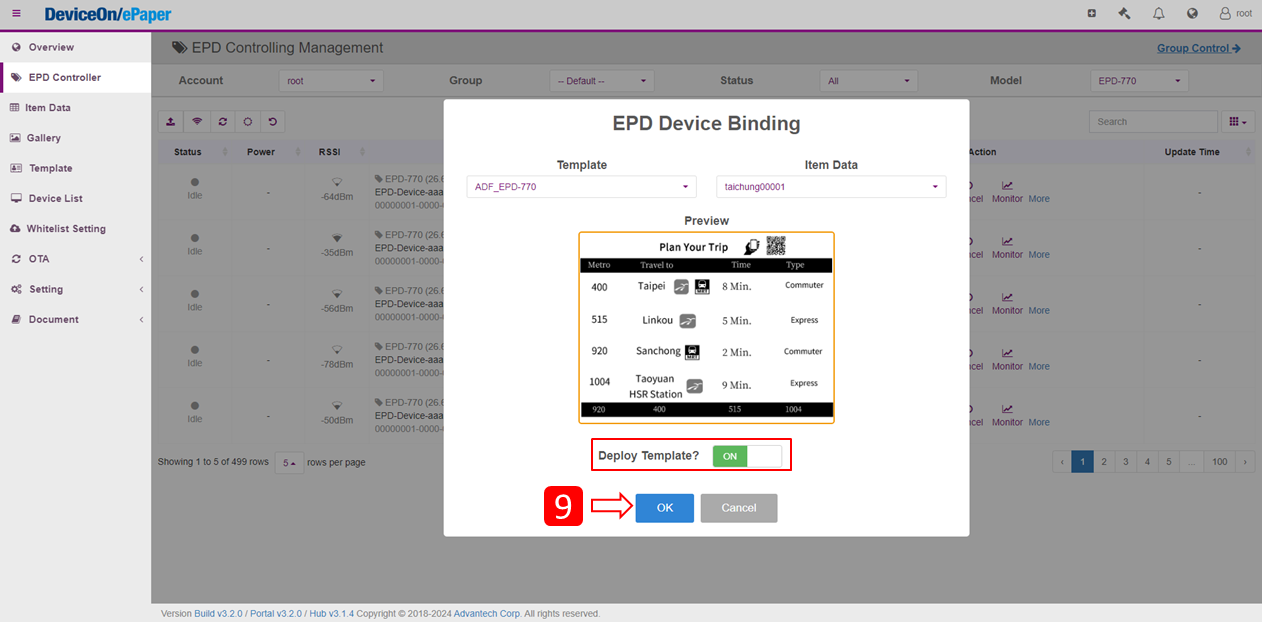 DeviceOn/ePaper
root
Overview
EPD Controller
Item Data
Gallery
Template
Device List
Whitelist Setting
OTA
Setting
Document
EPD Controlling Management
Group Control
Account root Group -- Default -- Status All Model EPD-770
Search
Status Power RSSI Action Update Time
Idle - -64dBm EPD-770 (26.6 EPD-Device-aaa 00000001-0000- cel Monitor More -
Idle - -35dBm EPD-770 (26. EPD-Device-aaa 00000001-0000- cel Monitor More -
Idle - -56dBm EPD-770 (26. EPD-Device-aaa 00000001-0000- cel Monitor More -
Idle - -78dBm EPD-770 (26. EPD-Device-aaa 00000001-0000- cel Monitor More -
Idle - -50dBm EPD-770 (26. EPD-Device-aaa 00000001-0000- cel Monitor More -
Showing 1 to 5 of 499 rows 5 rows per page
‹ 1 2 3 4 5 ... 100 ›
EPD Device Binding
Template Item Data
ADF_EPD-770 taichung00001
Preview
Plan Your Trip
Metro Travel to Time Type
400 Taipei MRT 8 Min. Commuter
515 Linkou 5 Min. Express
920 Sanchong MRT 2 Min. Commuter
1004 Taoyuan HSR Station 9 Min. Express
920 400 515 1004
Deploy Template? ON
9 OK Cancel
Version Build v3.2.0 / Portal v3.2.0 / Hub v3.1.4 Copyright © 2018-2024 Advantech Corp. All rights reserved.